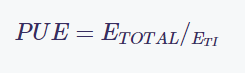 PUE = E_TOTAL/E_TI